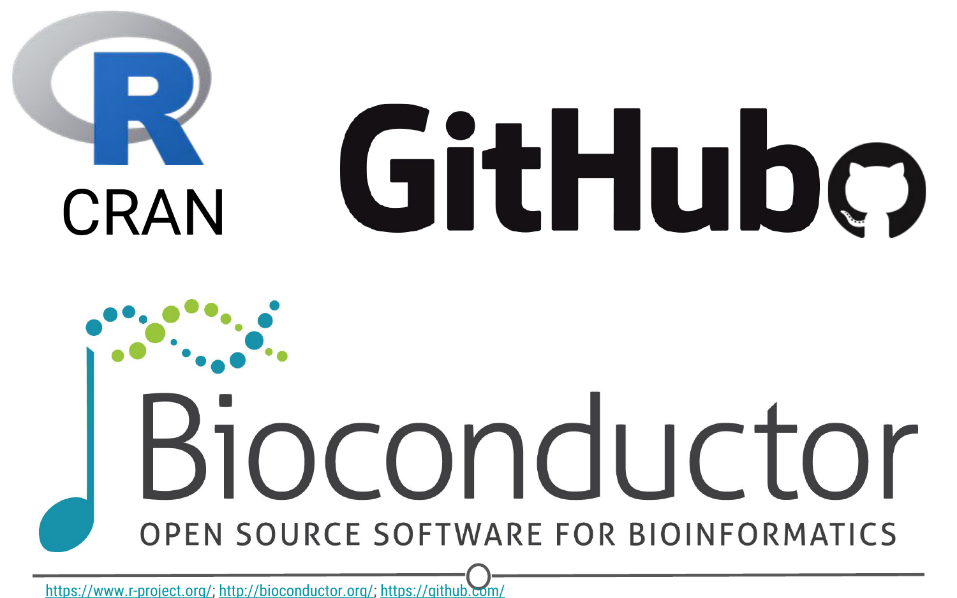 R
CRAN
GitHub
Bioconductor
OPEN SOURCE SOFTWARE FOR BIOINFORMATICS
https://www.r-project.org/; http://bioconductor.org/; https://github.com/